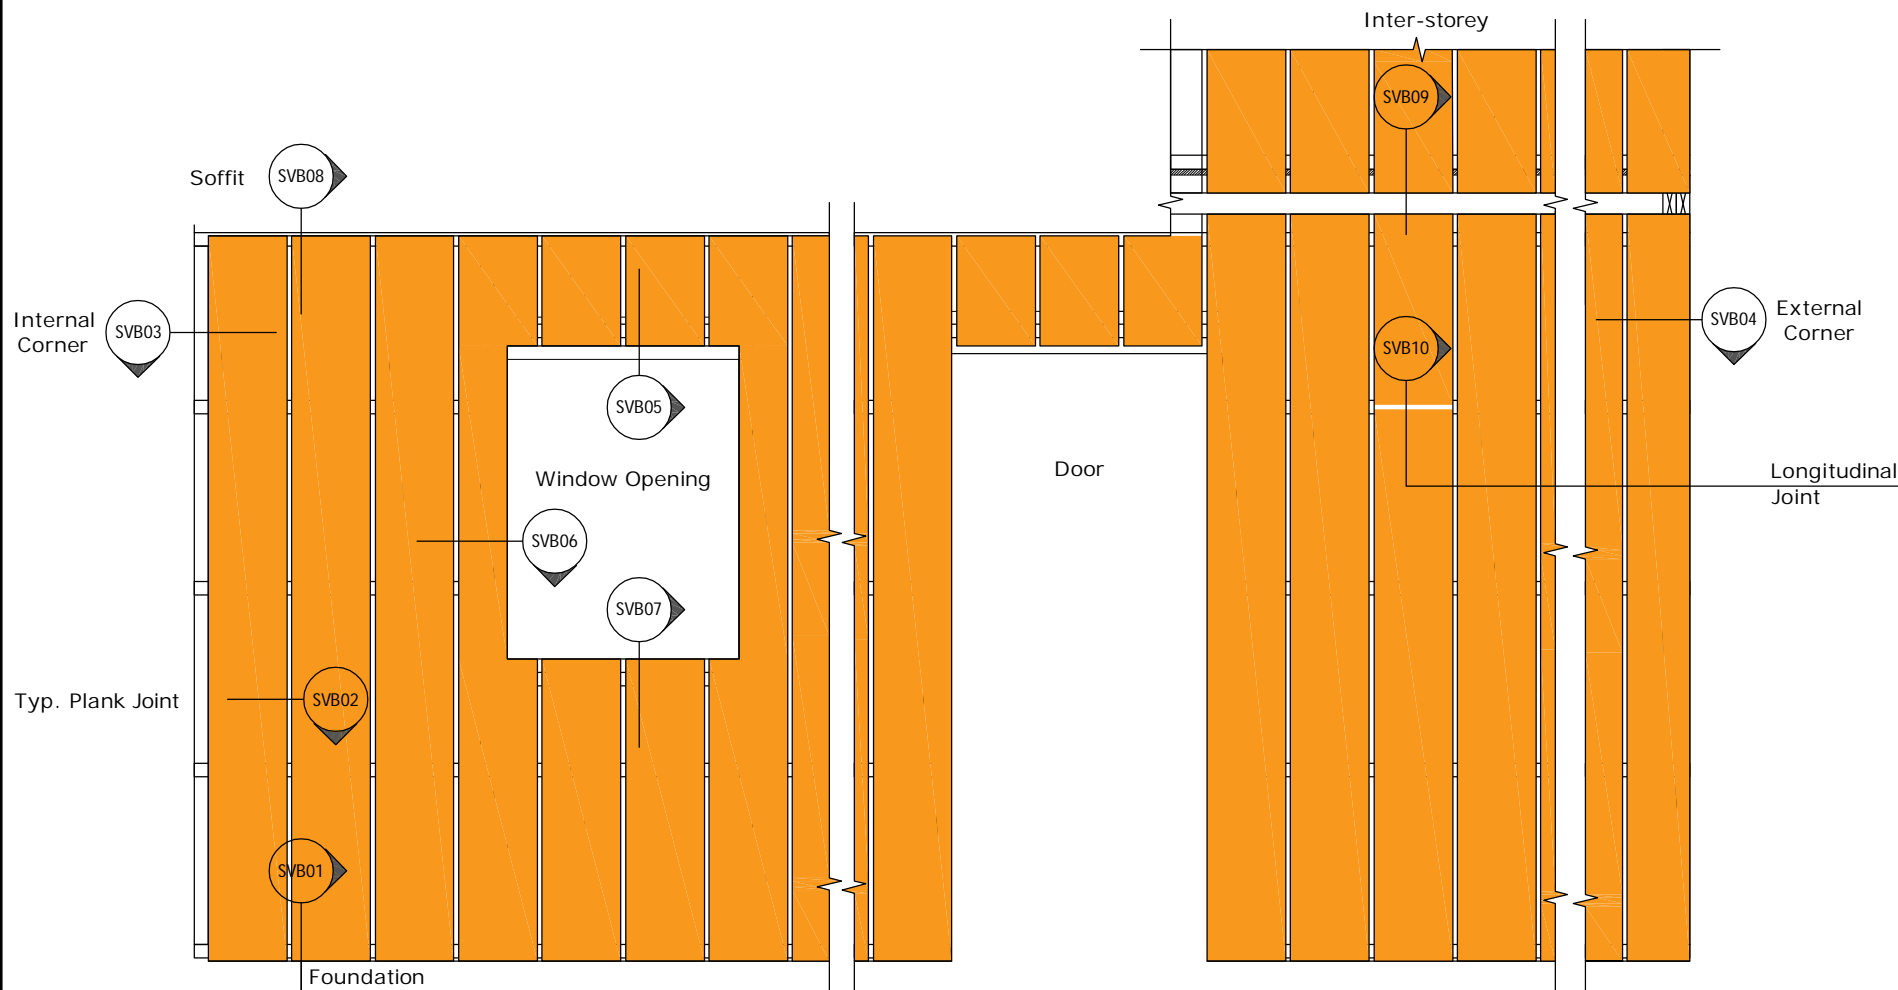 Inter-storey
SVB09
Soffit
SVB08
Internal
Corner
SVB03
SVB04
External
Corner
SVB10
SVB05
Window Opening
Door
Longitudinal
Joint
SVB06
SVB07
Typ. Plank Joint
SVB02
SVB01
Foundation